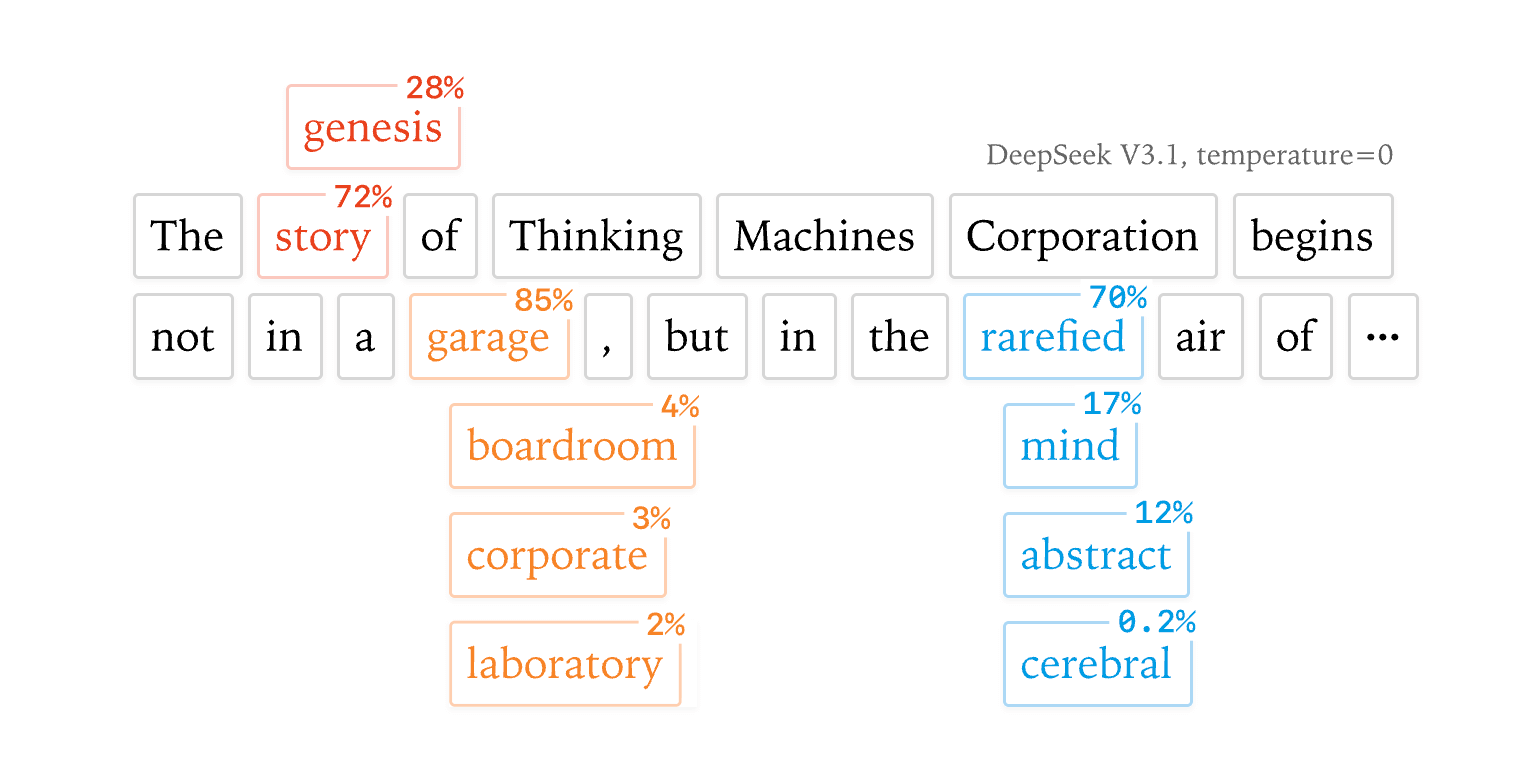 28%
genesis
DeepSeek V3.1, temperature=0
72%
The story of Thinking Machines Corporation begins
85% 70%
not in a garage , but in the rarefied air of ···
4% 17%
boardroom mind
3% 12%
corporate abstract
2% 0.2%
laboratory cerebral